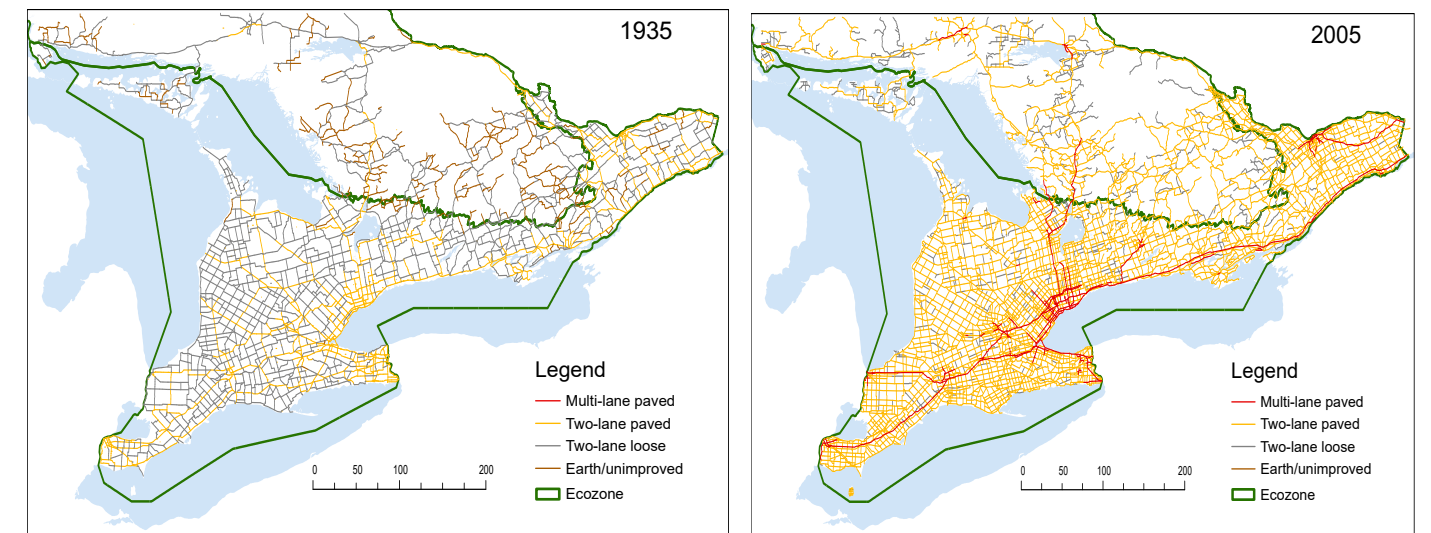 1935
Legend
Multi-lane paved
Two-lane paved
Two-lane loose
Earth/unimproved
Ecozone
0 50 100 200
2005
Legend
Multi-lane paved
Two-lane paved
Two-lane loose
Earth/unimproved
Ecozone
0 50 100 200